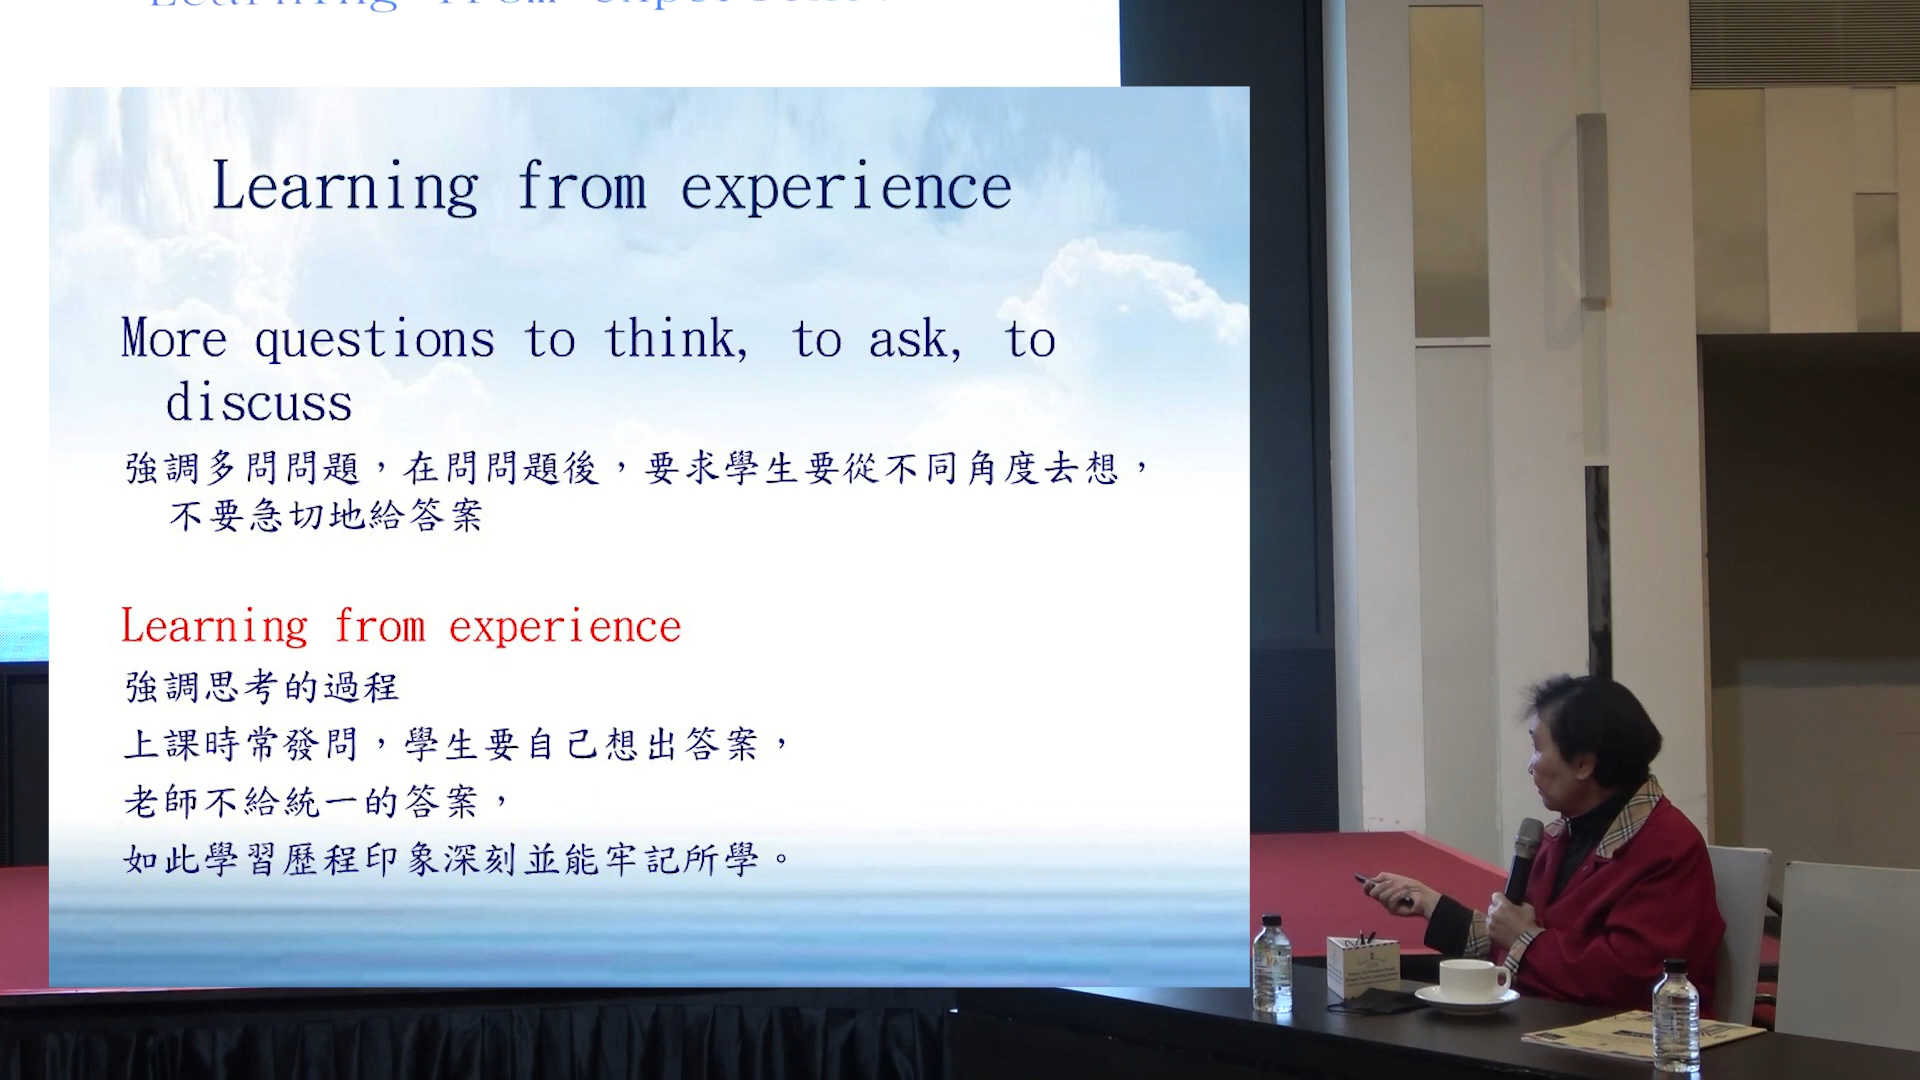 Learning from experience
Learning from experience
More questions to think, to ask, to
discuss
強調多問問題，在問問題後，要求學生要從不同角度去想，
不要急切地給答案
Learning from experience
強調思考的過程
上課時常發問，學生要自己想出答案，
老師不給統一的答案，
如此學習歷程印象深刻並能牢記所學。